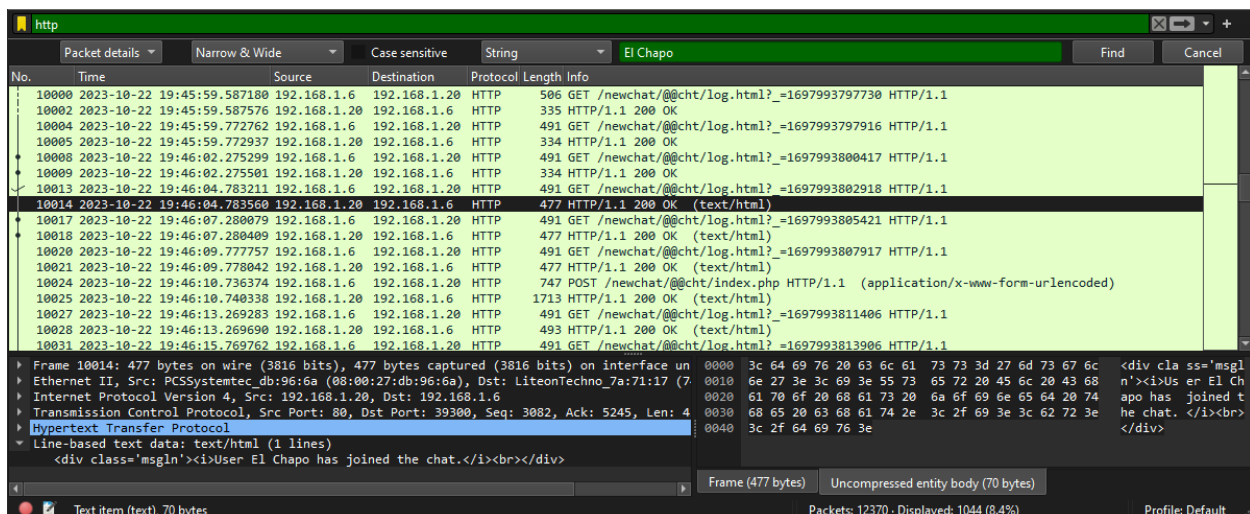 http
Packet details Narrow & Wide Case sensitive String El Chapo Find Cancel
No. Time Source Destination Protocol Length Info
10000 2023-10-22 19:45:59.587180 192.168.1.6 192.168.1.20 HTTP 506 GET /newchat/@@cht/log.html?_=1697993797730 HTTP/1.1
10002 2023-10-22 19:45:59.587576 192.168.1.20 192.168.1.6 HTTP 335 HTTP/1.1 200 OK
10004 2023-10-22 19:45:59.772762 192.168.1.6 192.168.1.20 HTTP 491 GET /newchat/@@cht/log.html?_=1697993797916 HTTP/1.1
10005 2023-10-22 19:45:59.772937 192.168.1.20 192.168.1.6 HTTP 334 HTTP/1.1 200 OK
10008 2023-10-22 19:46:02.275299 192.168.1.6 192.168.1.20 HTTP 491 GET /newchat/@@cht/log.html?_=1697993800417 HTTP/1.1
10009 2023-10-22 19:46:02.275501 192.168.1.20 192.168.1.6 HTTP 334 HTTP/1.1 200 OK
10013 2023-10-22 19:46:04.783211 192.168.1.6 192.168.1.20 HTTP 491 GET /newchat/@@cht/log.html?_=1697993802918 HTTP/1.1
10014 2023-10-22 19:46:04.783560 192.168.1.20 192.168.1.6 HTTP 477 HTTP/1.1 200 OK (text/html)
10017 2023-10-22 19:46:07.280079 192.168.1.6 192.168.1.20 HTTP 491 GET /newchat/@@cht/log.html?_=1697993805421 HTTP/1.1
10018 2023-10-22 19:46:07.280409 192.168.1.20 192.168.1.6 HTTP 477 HTTP/1.1 200 OK (text/html)
10020 2023-10-22 19:46:09.777757 192.168.1.6 192.168.1.20 HTTP 491 GET /newchat/@@cht/log.html?_=1697993807917 HTTP/1.1
10021 2023-10-22 19:46:09.778042 192.168.1.20 192.168.1.6 HTTP 477 HTTP/1.1 200 OK (text/html)
10024 2023-10-22 19:46:10.736374 192.168.1.6 192.168.1.20 HTTP 747 POST /newchat/@@cht/index.php HTTP/1.1 (application/x-www-form-urlencoded)
10025 2023-10-22 19:46:10.740338 192.168.1.20 192.168.1.6 HTTP 1713 HTTP/1.1 200 OK (text/html)
10027 2023-10-22 19:46:13.269283 192.168.1.6 192.168.1.20 HTTP 491 GET /newchat/@@cht/log.html?_=1697993811406 HTTP/1.1
10028 2023-10-22 19:46:13.269690 192.168.1.20 192.168.1.6 HTTP 493 HTTP/1.1 200 OK (text/html)
10031 2023-10-22 19:46:15.769762 192.168.1.6 192.168.1.20 HTTP 491 GET /newchat/@@cht/log.html?_=1697993813906 HTTP/1.1
Frame 10014: 477 bytes on wire (3816 bits), 477 bytes captured (3816 bits) on interface un
Ethernet II, Src: PCSSystemtec_db:96:6a (08:00:27:db:96:6a), Dst: LiteonTechno_7a:71:17 (7
Internet Protocol Version 4, Src: 192.168.1.20, Dst: 192.168.1.6
Transmission Control Protocol, Src Port: 80, Dst Port: 39300, Seq: 3082, Ack: 5245, Len: 4
Hypertext Transfer Protocol
Line-based text data: text/html (1 lines)
<div class='msgln'><i>User El Chapo has joined the chat.</i><br></div>
0000 3c 64 69 76 20 63 6c 61 73 73 3d 27 6d 73 67 6c <div cla ss='msgl
0010 6e 27 3e 3c 69 3e 55 73 65 72 20 45 6c 20 43 68 n'><i>Us er El Ch
0020 61 70 6f 20 68 61 73 20 6a 6f 69 6e 65 64 20 74 apo has joined t
0030 68 65 20 63 68 61 74 2e 3c 2f 69 3e 3c 62 72 3e he chat. </i><br>
0040 3c 2f 64 69 76 3e </div>
Frame (477 bytes) Uncompressed entity body (70 bytes)
Text item (text), 70 bytes Packets: 12370 · Displayed: 1044 (8.4%) Profile: Default